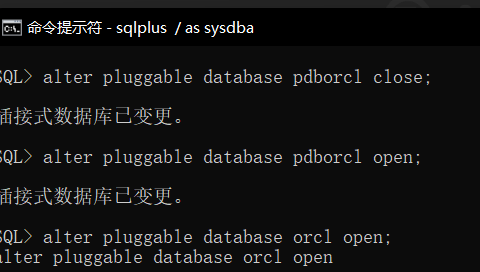 命令提示符 - sqlplus / as sysdba
SQL> alter pluggable database pdborcl close;
插接式数据库已变更。
SQL> alter pluggable database pdborcl open;
插接式数据库已变更。
SQL> alter pluggable database orcl open;
alter pluggable database orcl open